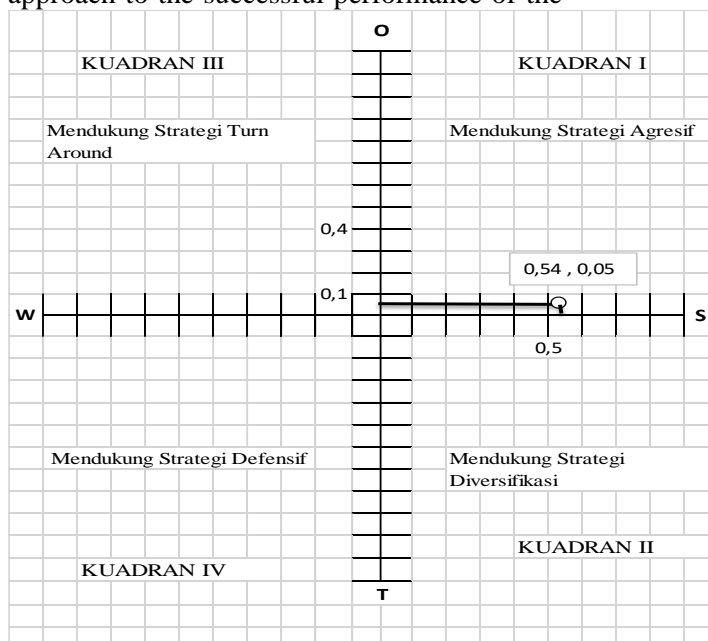 approach to the successful performance of the
O
KUADRAN III
KUADRAN I
Mendukung Strategi Turn
Around
Mendukung Strategi Agresif
0,4
0,54 , 0,05
0,1
W
S
0,5
Mendukung Strategi Defensif
Mendukung Strategi
Diversifikasi
KUADRAN II
KUADRAN IV
T